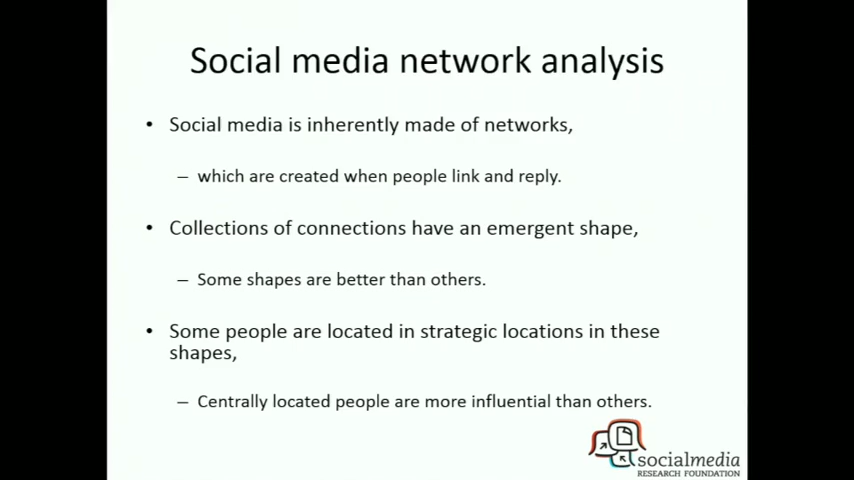 Social media network analysis
• Social media is inherently made of networks,
– which are created when people link and reply.
• Collections of connections have an emergent shape,
– Some shapes are better than others.
• Some people are located in strategic locations in these
shapes,
– Centrally located people are more influential than others.
socialmedia
RESEARCH FOUNDATION